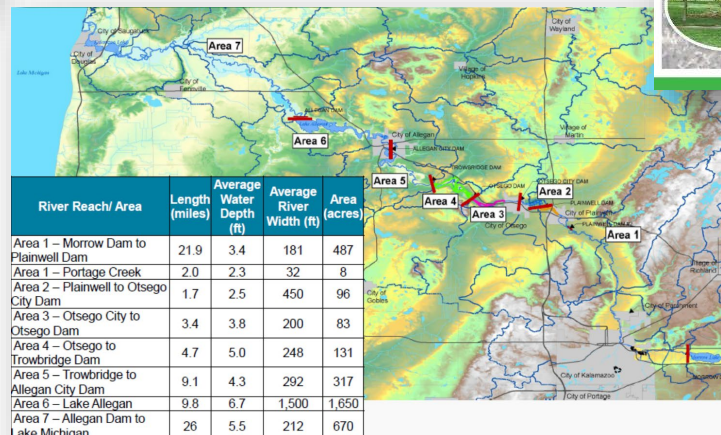 City of Saugatuck
City of Douglas
Lake Michigan
Area 7
City of Fennville
City of Wayland
Village of Hopkins
ALLEGAN DAM
Area 6
City of Allegan
ALLEGAN CITY DAM
Village of Martin
TROWBRIDGE DAM
Area 5
OTSEGO DAM
OTSEGO CITY DAM
Area 2
Area 4
PLAINWELL DAM
Area 3
City of Plainwell
City of Otsego
Area 1
Village of Richland
City of Gobles
City of Parchment
City of Kalamazoo
City of Portage
River Reach/ Area | Length (miles) | Average Water Depth (ft) | Average River Width (ft) | Area (acres)
Area 1 – Morrow Dam to Plainwell Dam | 21.9 | 3.4 | 181 | 487
Area 1 – Portage Creek | 2.0 | 2.3 | 32 | 8
Area 2 – Plainwell to Otsego City Dam | 1.7 | 2.5 | 450 | 96
Area 3 – Otsego City to Otsego Dam | 3.4 | 3.8 | 200 | 83
Area 4 – Otsego to Trowbridge Dam | 4.7 | 5.0 | 248 | 131
Area 5 – Trowbridge to Allegan City Dam | 9.1 | 4.3 | 292 | 317
Area 6 – Lake Allegan | 9.8 | 6.7 | 1,500 | 1,650
Area 7 – Allegan Dam to Lake Michigan | 26 | 5.5 | 212 | 670